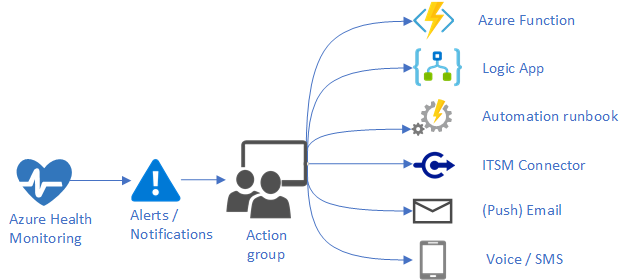 Azure Health
Monitoring
Alerts /
Notifications
Action
group
Azure Function
Logic App
Automation runbook
ITSM Connector
(Push) Email
Voice / SMS